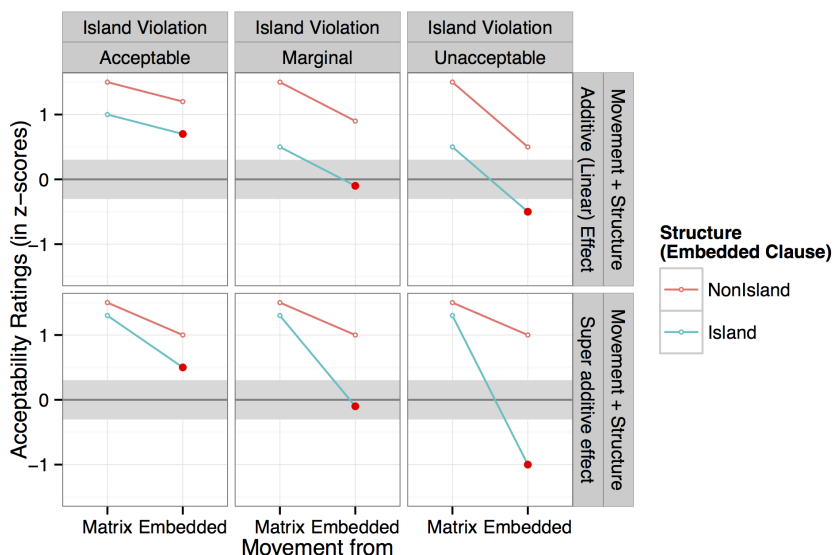 Island Violation
Island Violation
Island Violation
Acceptable
Marginal
Unacceptable
Acceptability Ratings (in z−scores)
1
0
−1
Movement + Structure
Additive (Linear) Effect
1
0
−1
Movement + Structure
Super additive effect
Matrix Embedded
Matrix Embedded
Matrix Embedded
Movement from
Structure
(Embedded Clause)
NonIsland
Island